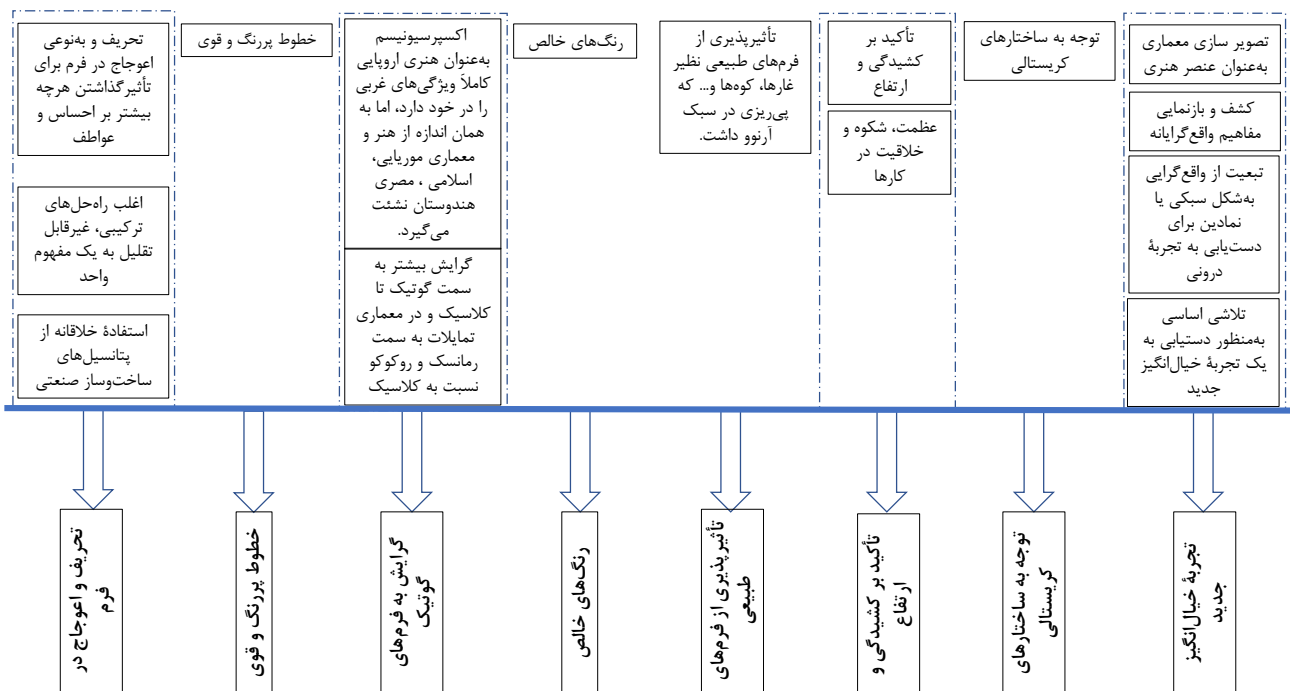 تصویر سازی معماری
به‌عنوان عنصر هنری
کشف و بازنمایی
مفاهیم واقع‌گرایانه
تبعیت از واقع‌گرایی
به‌شکل سبکی یا
نمادین برای
دست‌یابی به تجربۀ
درونی
تلاشی اساسی
به‌منظور دستیابی به
یک تجربۀ خیال‌انگیز
جدید
توجه به ساختارهای
کریستالی
تأکید بر
کشیدگی و
ارتفاع
عظمت، شکوه و
خلاقیت در
کارها
تأثیرپذیری از
فرم‌های طبیعی نظیر
غارها، کوه‌ها و... که
پی‌ریزی در سبک
آرنوو داشت.
رنگ‌های خالص
اکسپرسیونیسم
به‌عنوان هنری اروپایی
کاملاً ویژگی‌های غربی
را در خود دارد، اما به
همان اندازه از هنر و
معماری موریایی،
اسلامی ، مصری
هندوستان نشئت
می‌گیرد.
گرایش بیشتر به
سمت گوتیک تا
کلاسیک و در معماری
تمایلات به سمت
رمانسک و روکوکو
نسبت به کلاسیک
خطوط پررنگ و قوی
تحریف و به‌نوعی
اعوجاج در فرم برای
تأثیرگذاشتن هرچه
بیشتر بر احساس و
عواطف
اغلب راه‌حل‌های
ترکیبی، غیرقابل
تقلیل به یک مفهوم
واحد
استفادۀ خلاقانه از
پتانسیل‌های
ساخت‌وساز صنعتی
تجربۀ خیال‌انگیز
جدید
توجه به ساختارهای
کریستالی
تأکید بر کشیدگی و
ارتفاع
تأثیرپذیری از فرم‌های
طبیعی
رنگ‌های خالص
گرایش به فرم‌های
گوتیک
خطوط پررنگ و قوی
تحریف و اعوجاج در
فرم